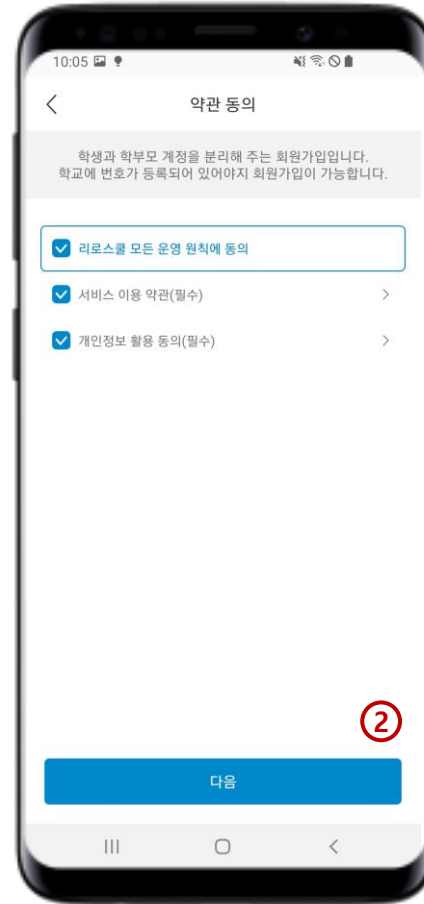 10:05
약관 동의
학생과 학부모 계정을 분리해 주는 회원가입입니다.
학교에 번호가 등록되어 있어야지 회원가입이 가능합니다.
리로스쿨 모든 운영 원칙에 동의
서비스 이용 약관(필수)
개인정보 활용 동의(필수)
2
다음